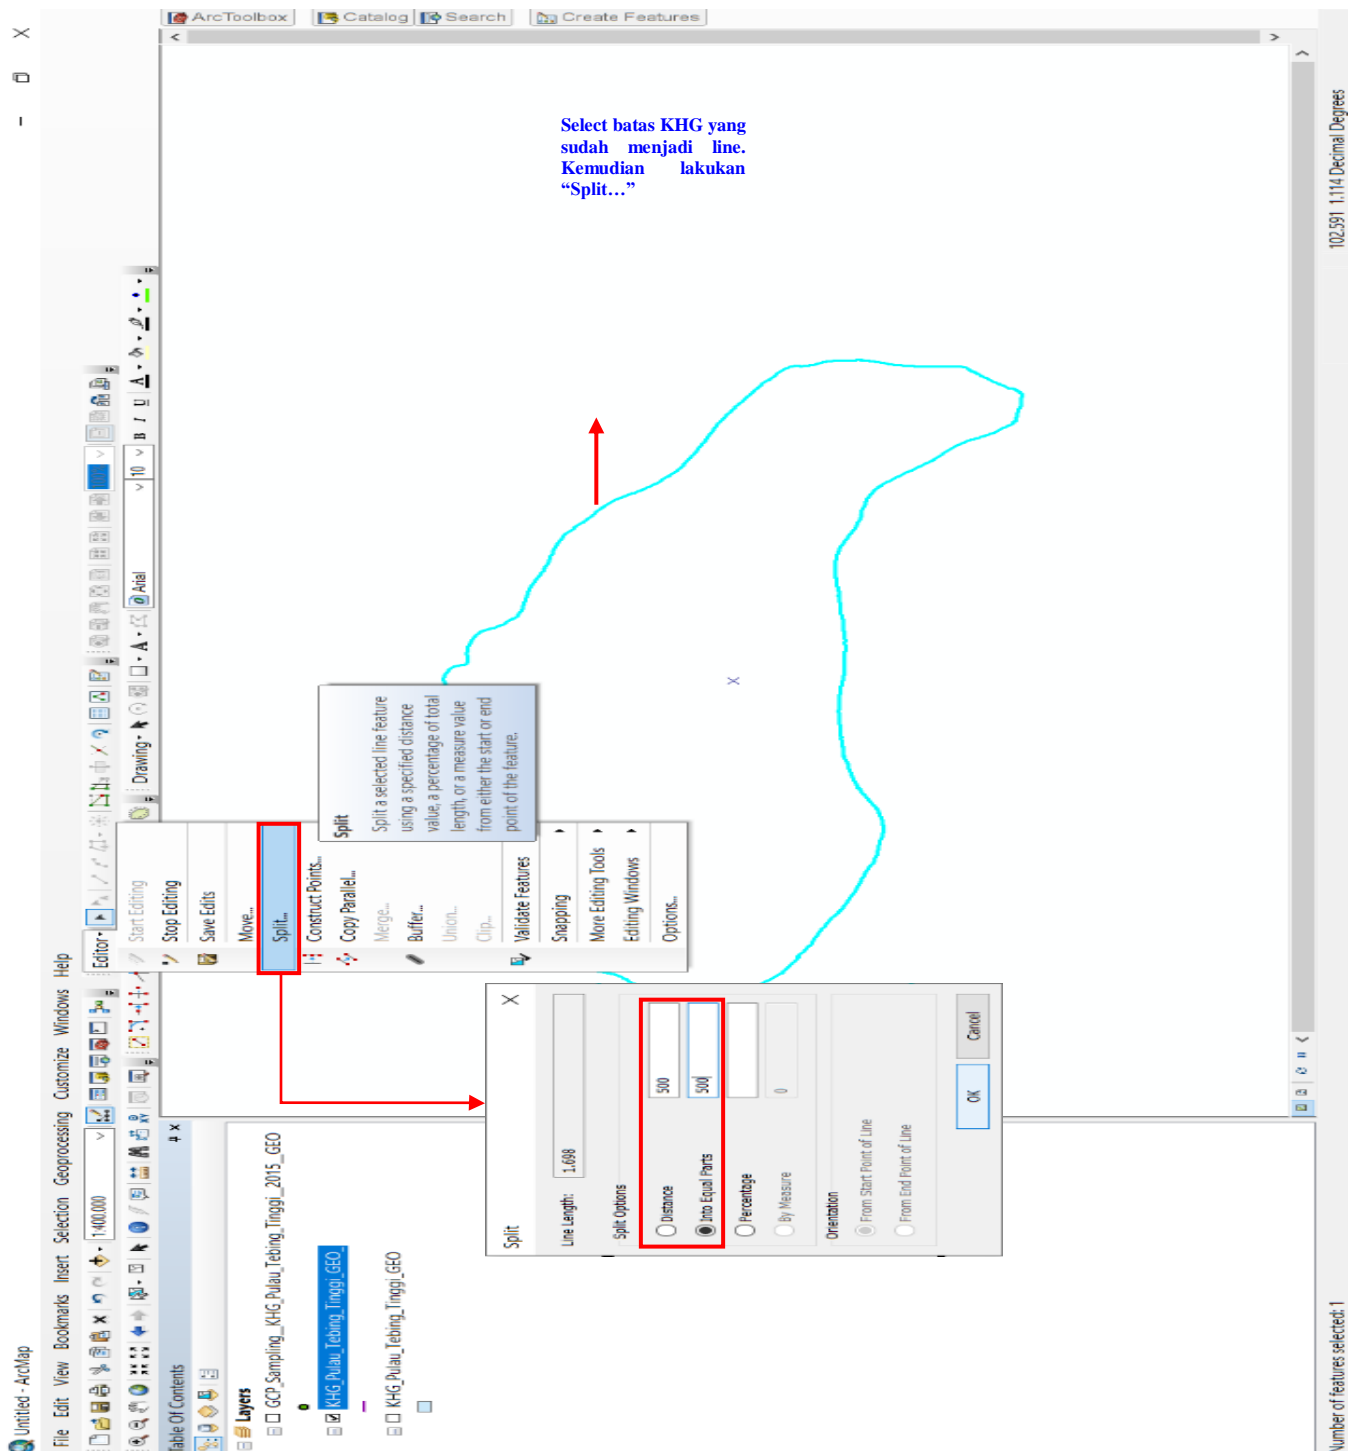 Untitled - ArcMap
File Edit View Bookmarks Insert Selection Geoprocessing Customize Windows Help
1:400,000
Editor
Drawing
Arial
10
B I U A
Table Of Contents
Layers
GCP_Sampling__KHG_Pulau_Tebing_Tinggi__2015__GEO
KHG_Pulau_Tebing_Tinggi_GEO_
KHG_Pulau_Tebing_Tinggi_GEO
Start Editing
Stop Editing
Save Edits
Move...
Split...
Construct Points...
Copy Parallel...
Merge...
Buffer...
Union...
Clip...
Validate Features
Snapping
More Editing Tools
Editing Windows
Options...
Split
Split a selected line feature
using a specified distance
value, a percentage of total
length, or a measure value
from either the start or end
point of the feature.
Split
Line Length: 1.698
Split Options
Distance 500
Into Equal Parts 500
Percentage
By Measure 0
Orientation
From Start Point of Line
From End Point of Line
OK Cancel
Select batas KHG yang
sudah menjadi line.
Kemudian lakukan
“Split…”
ArcToolbox
Catalog
Search
Create Features
Number of features selected: 1
102.591 1.114 Decimal Degrees